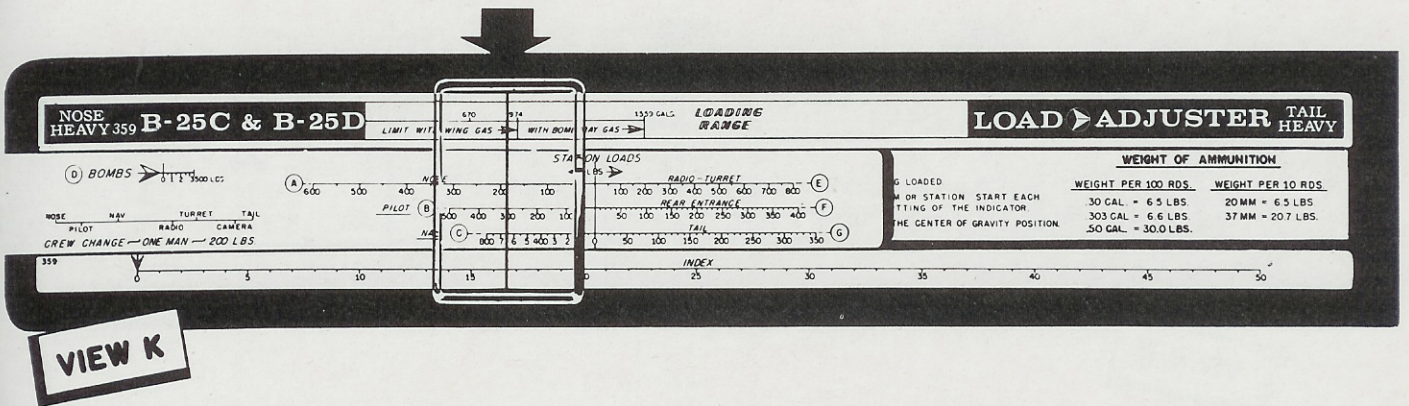 NOSE HEAVY 359 B-25C & B-25D
670 974 1359 GALS. LOADING RANGE
LIMIT WITH WING GAS WITH BOMB BAY GAS
LOAD ADJUSTER TAIL HEAVY
STATION LOADS
LBS
D BOMBS
0 1 2 3500 LGS
A NOSE RADIO-TURRET E
600 500 400 300 200 100 100 200 300 400 500 600 700 800
PILOT B REAR ENTRANCE F
500 400 300 200 100 50 100 150 200 250 300 350 400
C TAIL G
800 7 6 5 400 3 2 0 50 100 150 200 250 300 350
NOSE NAV TURRET TAIL
PILOT RADIO CAMERA
CREW CHANGE — ONE MAN — 200 LBS
G LOADED
M OR STATION START EACH
TTING OF THE INDICATOR.
THE CENTER OF GRAVITY POSITION.
WEIGHT OF AMMUNITION
WEIGHT PER 100 RDS. WEIGHT PER 10 RDS.
.30 CAL. = 6.5 LBS. 20 MM = 6.5 LBS.
.303 CAL. = 6.6 LBS. 37 MM = 20.7 LBS.
.50 CAL. = 30.0 LBS.
359 INDEX
0 5 10 15 20 25 30 35 40 45 50
VIEW K